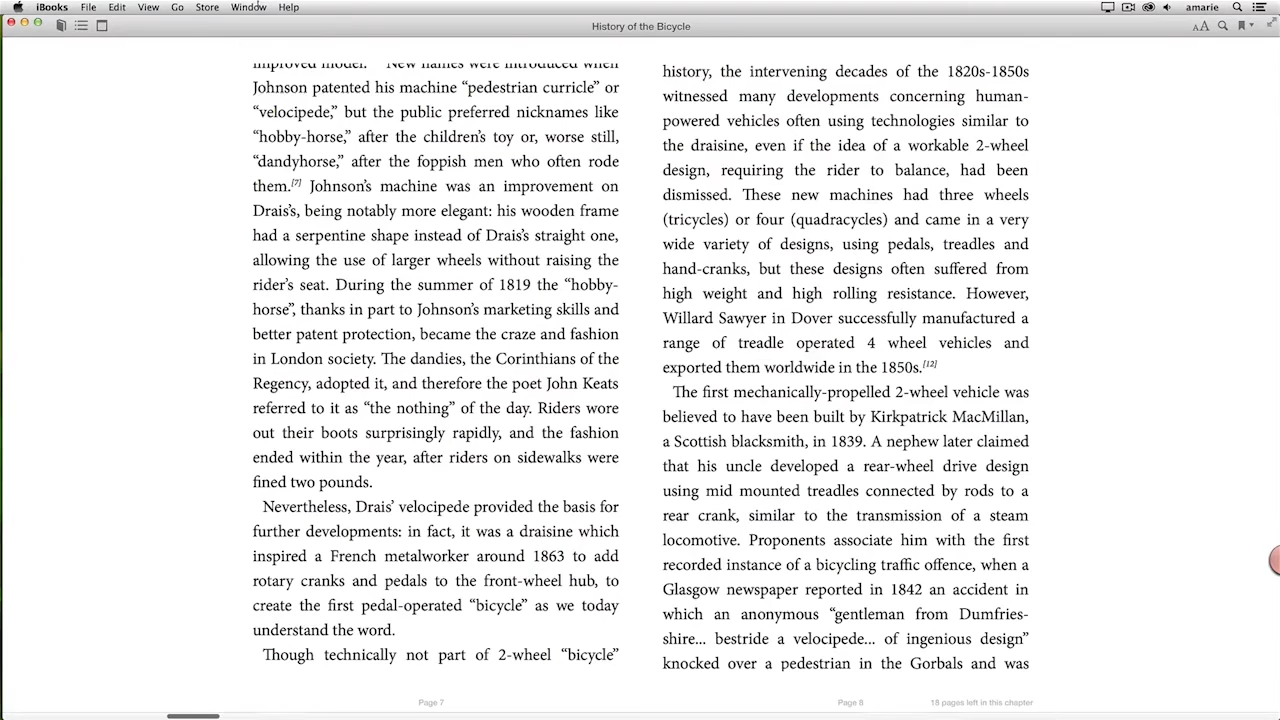 iBooks File Edit View Go Store Window Help amarie
History of the Bicycle AA
improved model." New names were introduced when
Johnson patented his machine “pedestrian curricle” or
“velocipede,” but the public preferred nicknames like
“hobby-horse,” after the children’s toy or, worse still,
“dandyhorse,” after the foppish men who often rode
them.[7] Johnson’s machine was an improvement on
Drais’s, being notably more elegant: his wooden frame
had a serpentine shape instead of Drais’s straight one,
allowing the use of larger wheels without raising the
rider’s seat. During the summer of 1819 the “hobby-
horse”, thanks in part to Johnson’s marketing skills and
better patent protection, became the craze and fashion
in London society. The dandies, the Corinthians of the
Regency, adopted it, and therefore the poet John Keats
referred to it as “the nothing” of the day. Riders wore
out their boots surprisingly rapidly, and the fashion
ended within the year, after riders on sidewalks were
fined two pounds.
Nevertheless, Drais’ velocipede provided the basis for
further developments: in fact, it was a draisine which
inspired a French metalworker around 1863 to add
rotary cranks and pedals to the front-wheel hub, to
create the first pedal-operated “bicycle” as we today
understand the word.
Though technically not part of 2-wheel “bicycle”
history, the intervening decades of the 1820s-1850s
witnessed many developments concerning human-
powered vehicles often using technologies similar to
the draisine, even if the idea of a workable 2-wheel
design, requiring the rider to balance, had been
dismissed. These new machines had three wheels
(tricycles) or four (quadracycles) and came in a very
wide variety of designs, using pedals, treadles and
hand-cranks, but these designs often suffered from
high weight and high rolling resistance. However,
Willard Sawyer in Dover successfully manufactured a
range of treadle operated 4 wheel vehicles and
exported them worldwide in the 1850s.[12]
The first mechanically-propelled 2-wheel vehicle was
believed to have been built by Kirkpatrick MacMillan,
a Scottish blacksmith, in 1839. A nephew later claimed
that his uncle developed a rear-wheel drive design
using mid mounted treadles connected by rods to a
rear crank, similar to the transmission of a steam
locomotive. Proponents associate him with the first
recorded instance of a bicycling traffic offence, when a
Glasgow newspaper reported in 1842 an accident in
which an anonymous “gentleman from Dumfries-
shire... bestride a velocipede... of ingenious design”
knocked over a pedestrian in the Gorbals and was
Page 7
Page 8 15 pages left in this chapter